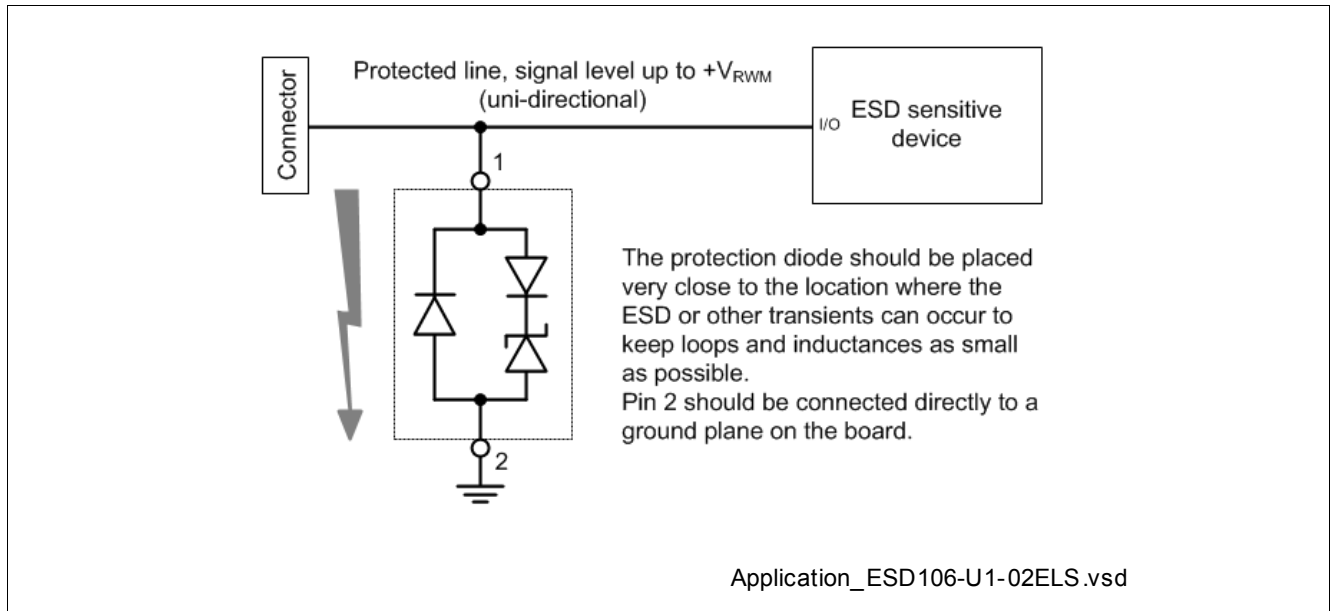 Connector
Protected line, signal level up to +VRWM
(uni-directional)
I/O
ESD sensitive
device
1
The protection diode should be placed
very close to the location where the
ESD or other transients can occur to
keep loops and inductances as small
as possible.
Pin 2 should be connected directly to a
ground plane on the board.
2
Application_ESD106-U1-02ELS.vsd